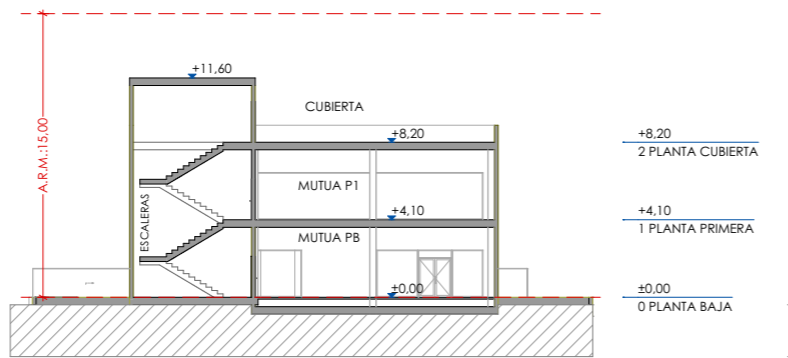 +11,60
CUBIERTA
+8,20
+8,20
2 PLANTA CUBIERTA
A.R.M.:15,00
MUTUA P1
ESCALERAS
+4,10
+4,10
1 PLANTA PRIMERA
MUTUA PB
±0,00
±0,00
0 PLANTA BAJA